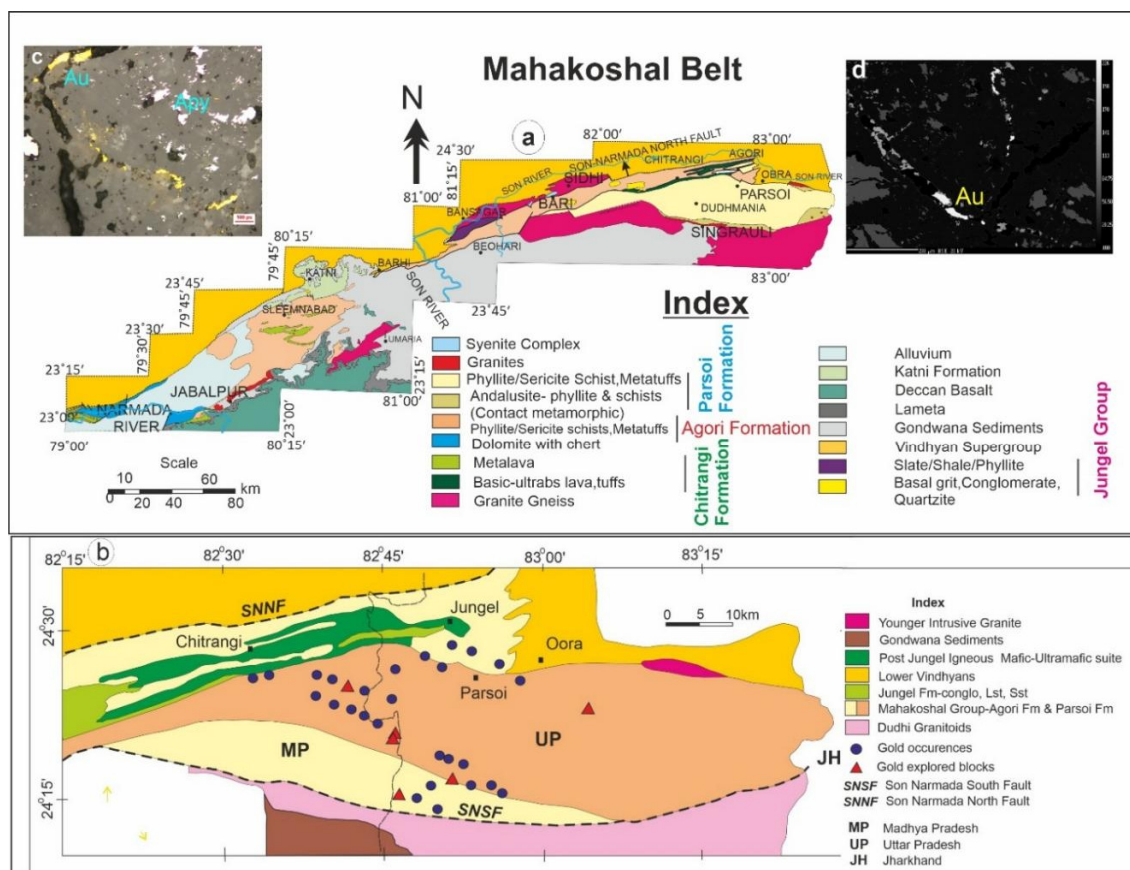 c
Au
Apy
Mahakoshal Belt
d
Au
N
a
82°00'
83°00'
24°30'
81°15'
81°00'
80°15'
79°45'
23°45'
23°30'
79°30'
23°15'
23°00'
79°00'
80°15'
23°00'
81°00'
23°15'
23°45'
83°00'
SON-NARMADA NORTH FAULT
CHITRANGI
AGORI
OBRA
SON-RIVER
SON RIVER
SIDHI
PARSOI
BARI
DUDHMANIA
BANSAGAR
SINGRAULI
BEOHARI
BARHI
KATNI
SON RIVER
SLEEMNABAD
UMARIA
JABALPUR
NARMADA
RIVER
Scale
0 20 40 60
0 20 40 60 80
km
Index
Syenite Complex
Granites
Phyllite/Sericite Schist,Metatuffs
Andalusite- phyllite & schists
(Contact metamorphic)
Phyllite/Sericite schists,Metatuffs
Dolomite with chert
Metalava
Basic-ultrabs lava,tuffs
Granite Gneiss
Parsoi
Formation
Agori Formation
Chitrangi
Formation
Alluvium
Katni Formation
Deccan Basalt
Lameta
Gondwana Sediments
Vindhyan Supergroup
Slate/Shale/Phyllite
Basal grit,Conglomerate,
Quartzite
Jungel Group
b
82°15' 82°30' 82°45' 83°00' 83°15'
24°30'
24°15'
SNNF
Jungel
Chitrangi
Oora
Parsoi
0 5 10km
MP
UP
JH
SNSF
Index
Younger Intrusive Granite
Gondwana Sediments
Post Jungel Igneous Mafic-Ultramafic suite
Lower Vindhyans
Jungel Fm-conglo, Lst, Sst
Mahakoshal Group-Agori Fm & Parsoi Fm
Dudhi Granitoids
Gold occurences
Gold explored blocks
SNSF Son Narmada South Fault
SNNF Son Narmada North Fault
MP Madhya Pradesh
UP Uttar Pradesh
JH Jharkhand